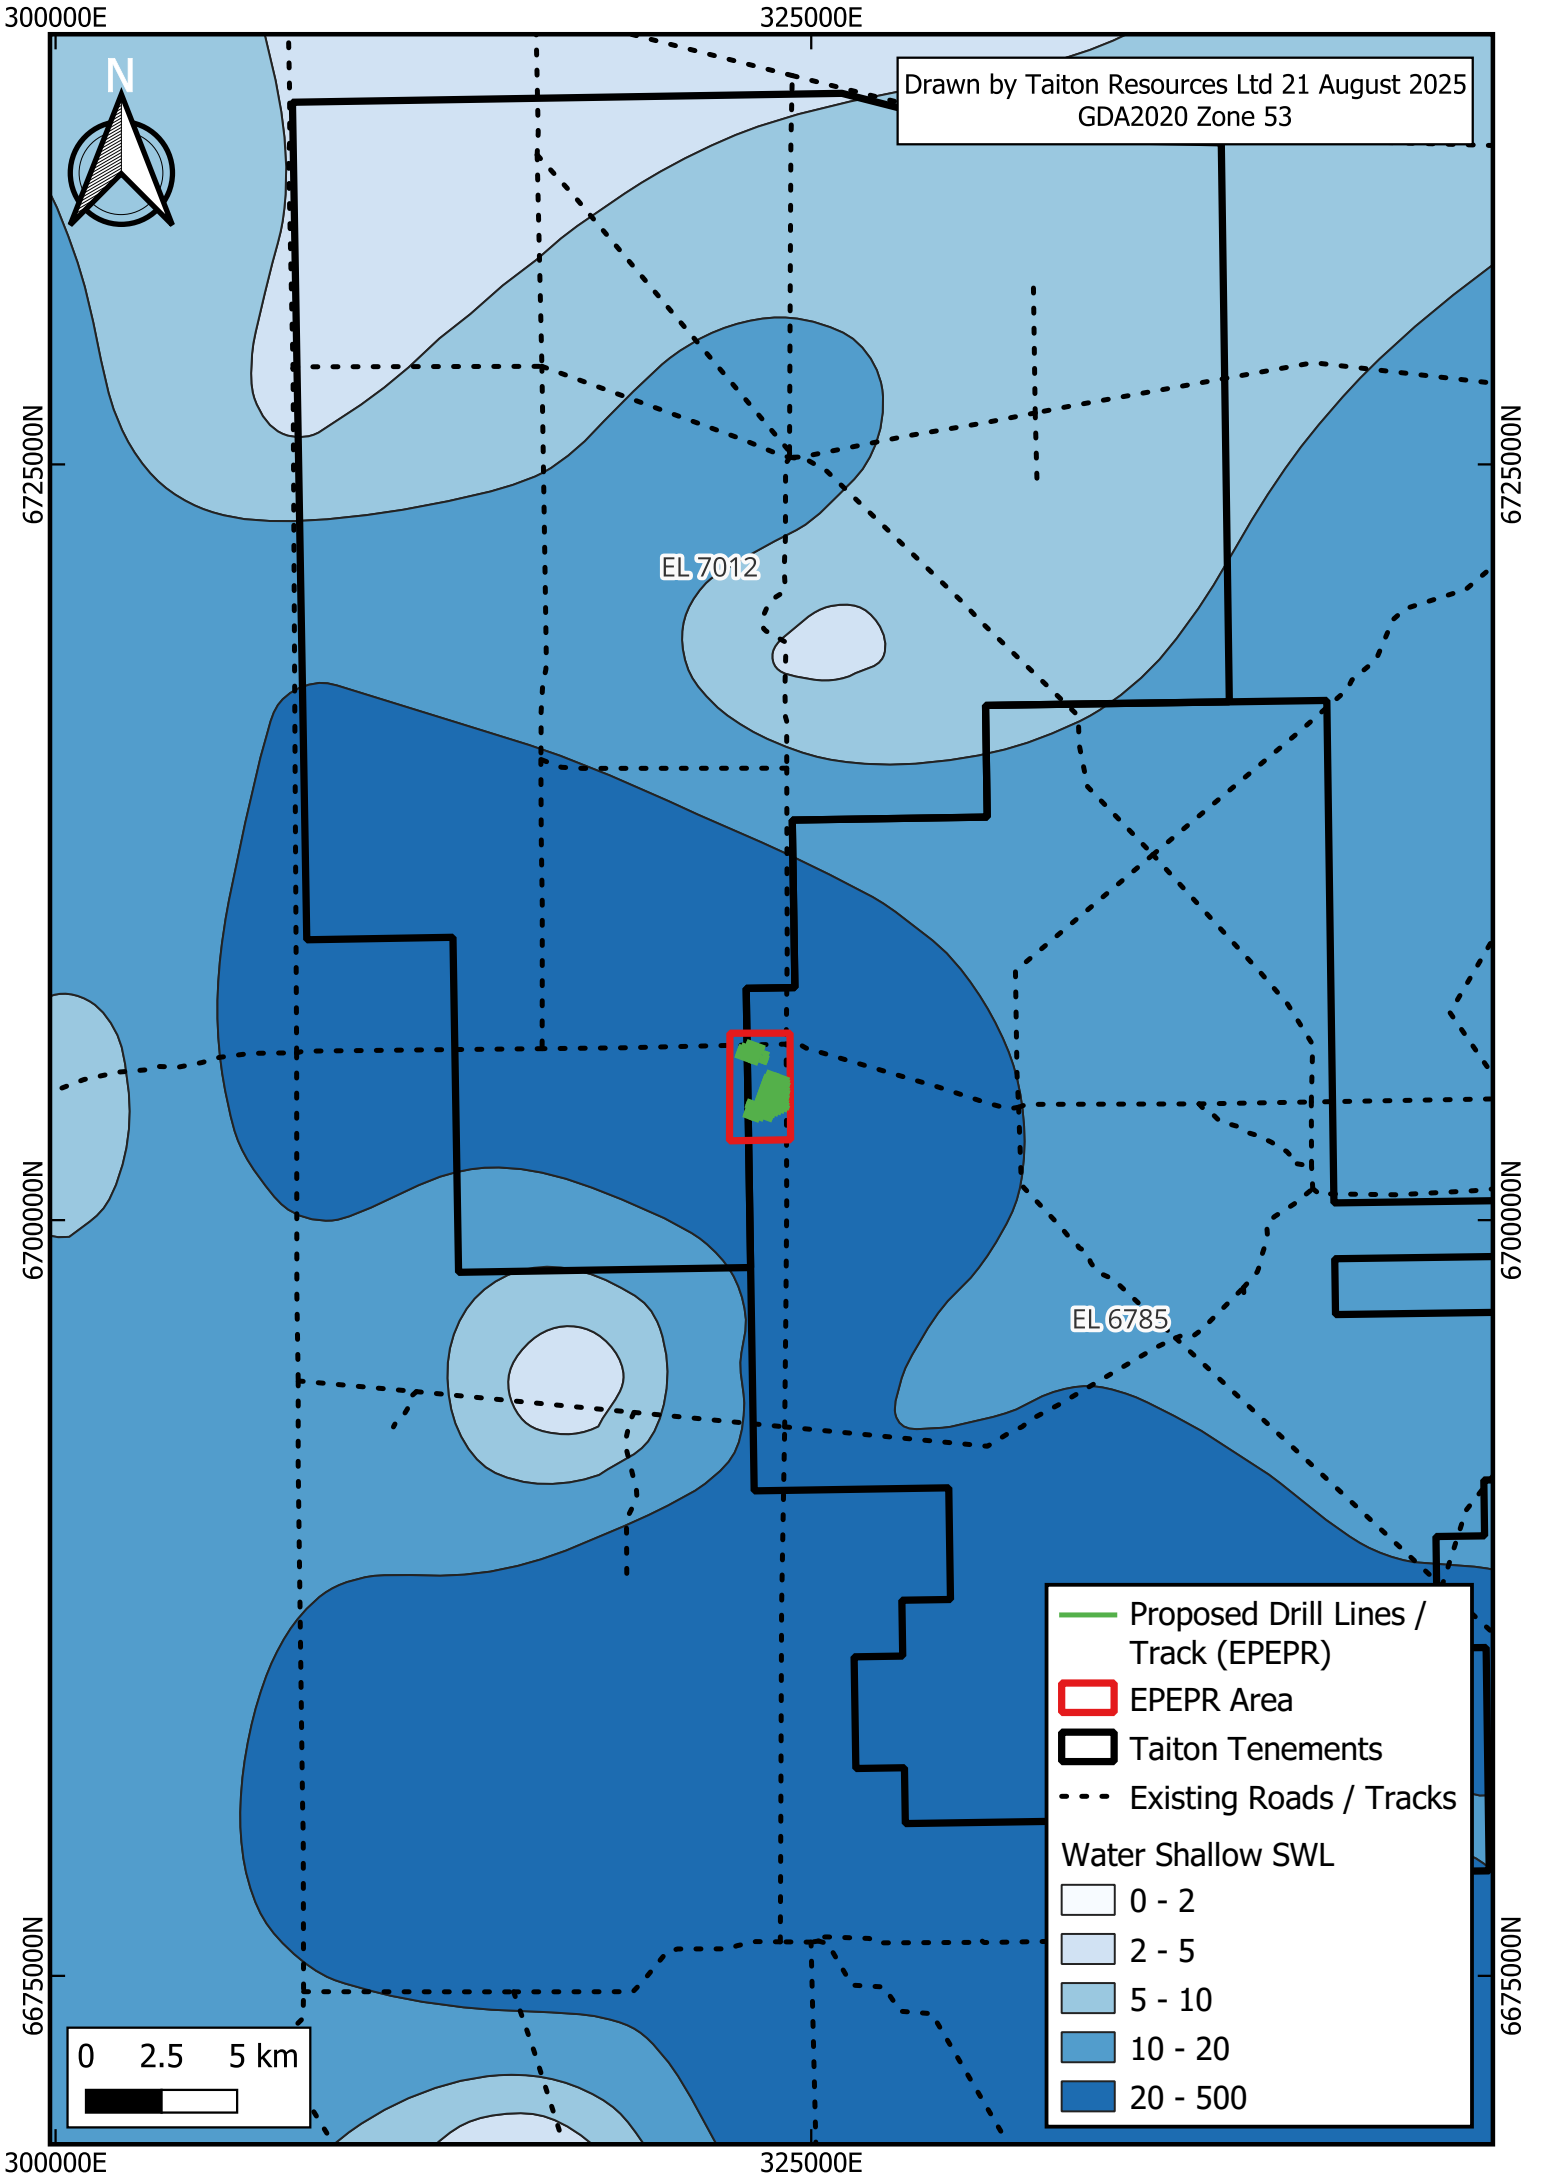 300000E
325000E
N
Drawn by Taiton Resources Ltd 21 August 2025
GDA2020 Zone 53
6725000N
6725000N
EL 7012
6700000N
6700000N
EL 6785
Proposed Drill Lines /
Track (EPEPR)
EPEPR Area
Taiton Tenements
Existing Roads / Tracks
Water Shallow SWL
0 - 2
2 - 5
5 - 10
10 - 20
20 - 500
6675000N
6675000N
0 2.5 5 km
300000E
325000E